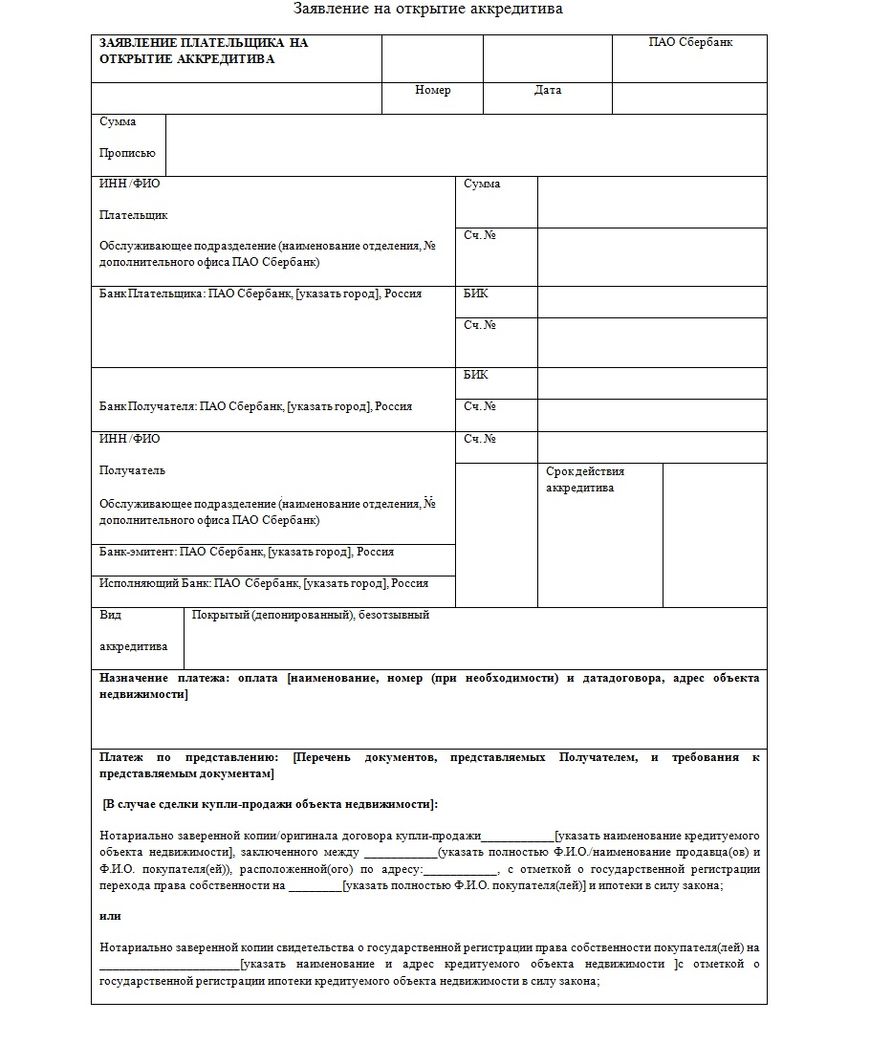 Заявление на открытие аккредитива
ЗАЯВЛЕНИЕ ПЛАТЕЛЬЩИКА НА
ОТКРЫТИЕ АККРЕДИТИВА
ПАО Сбербанк
Номер
Дата
Сумма
Прописью
ИНН /ФИО
Плательщик
Обслуживающее подразделение (наименование отделения, №
дополнительного офиса ПАО Сбербанк)
Сумма
Сч. №
Банк Плательщика: ПАО Сбербанк, [указать город], Россия
БИК
Сч. №
Банк Получателя: ПАО Сбербанк, [указать город], Россия
БИК
Сч. №
ИНН /ФИО
Получатель
Обслуживающее подразделение (наименование отделения, №
дополнительного офиса ПАО Сбербанк)
Сч. №
Срок действия
аккредитива
Банк-эмитент: ПАО Сбербанк, [указать город], Россия
Исполняющий Банк: ПАО Сбербанк, [указать город], Россия
Вид
аккредитива
Покрытый (депонированный), безотзывный
Назначение платежа: оплата [наименование, номер (при необходимости) и датадоговора, адрес объекта
недвижимости]
Платеж по представлению: [Перечень документов, представляемых Получателем, и требования к
представляемым документам]
[В случае сделки купли-продажи объекта недвижимости]:
Нотариально заверенной копии/оригинала договора купли-продажи___________[указать наименование кредитуемого
объекта недвижимости], заключенного между ___________(указать полностью Ф.И.О./наименование продавца(ов) и
Ф.И.О. покупателя(ей)), расположенной(ого) по адресу:___________, с отметкой о государственной регистрации
перехода права собственности на ________[указать полностью Ф.И.О. покупателя(лей)] и ипотеки в силу закона;
или
Нотариально заверенной копии свидетельства о государственной регистрации права собственности покупателя(лей) на
_____________________[указать наименование и адрес кредитуемого объекта недвижимости ]с отметкой о
государственной регистрации ипотеки кредитуемого объекта недвижимости в силу закона;